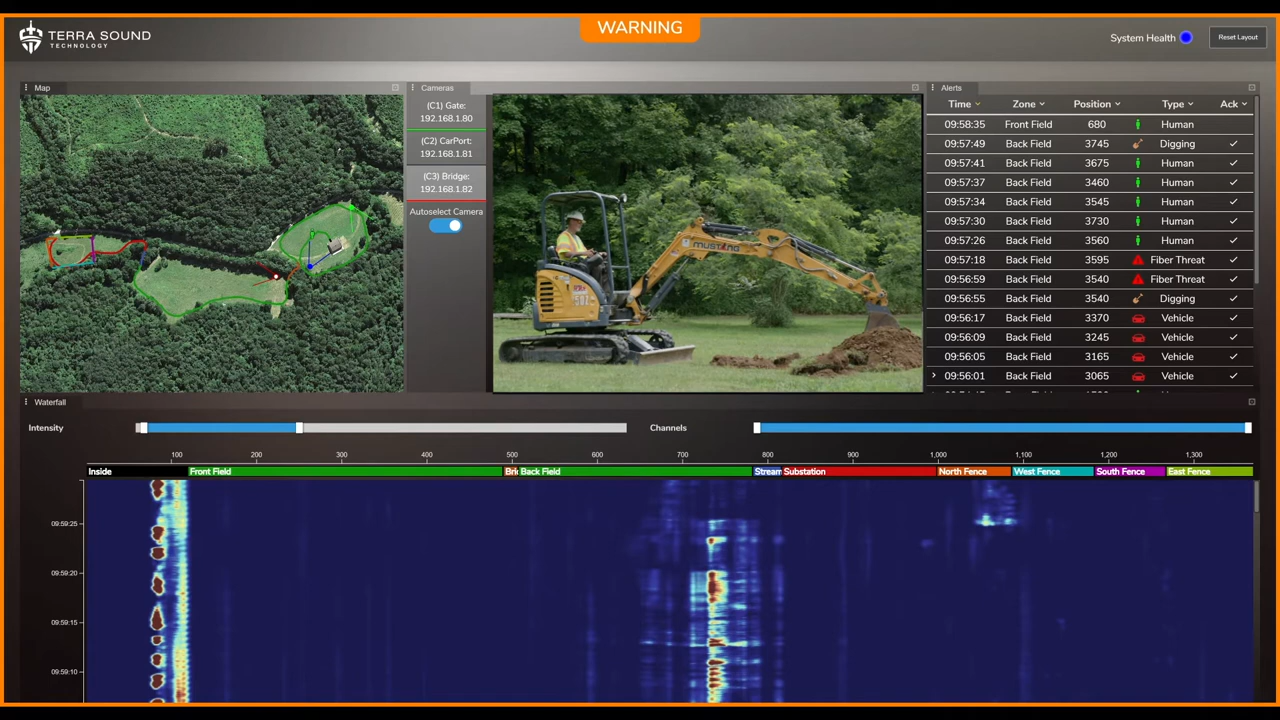 WARNING
TERRA SOUND
TECHNOLOGY
System Health
Reset Layout
Map
Cameras
(C1) Gate:
192.168.1.80
(C2) CarPort:
192.168.1.81
(C3) Bridge:
192.168.1.82
Autoselect Camera
MUSTANG
Alerts
Time Zone Position Type Ack
09:58:35 Front Field 680 Human
09:57:49 Back Field 3745 Digging
09:57:41 Back Field 3675 Human
09:57:37 Back Field 3460 Human
09:57:34 Back Field 3545 Human
09:57:30 Back Field 3730 Human
09:57:26 Back Field 3560 Human
09:57:18 Back Field 3595 Fiber Threat
09:56:59 Back Field 3540 Fiber Threat
09:56:55 Back Field 3540 Digging
09:56:17 Back Field 3370 Vehicle
09:56:09 Back Field 3245 Vehicle
09:56:05 Back Field 3165 Vehicle
09:56:01 Back Field 3065 Vehicle
Waterfall
Intensity
Channels
100 200 300 400 500 600 700 800 900 1,000 1,100 1,200 1,300
Inside Front Field Bri Back Field Stream Substation North Fence West Fence South Fence East Fence
09:59:25
09:59:20
09:59:15
09:59:10